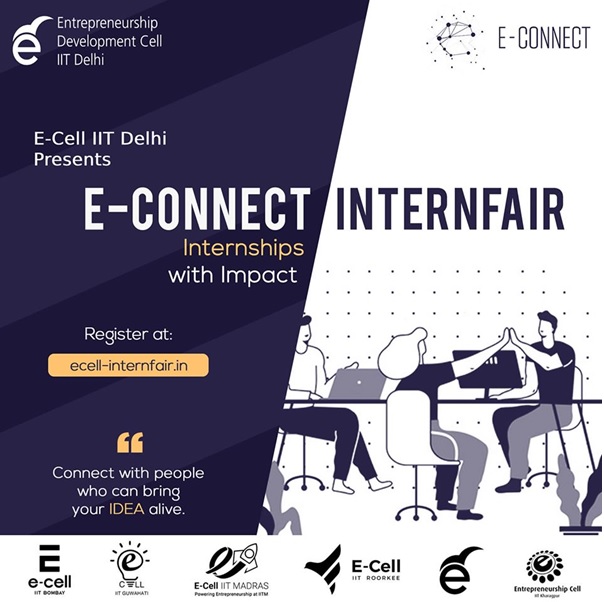 Entrepreneurship
Development Cell
IIT Delhi
E-CONNECT
E-Cell IIT Delhi
Presents
E-CONNECT INTERNFAIR
Internships
with Impact
Register at:
ecell-internfair.in
“
Connect with people
who can bring
your IDEA alive.
e-cell
IIT BOMBAY
CELL
IIT GUWAHATI
E-Cell IIT MADRAS
Powering Entrepreneurship at IITM
E-Cell
IIT ROORKEE
Entrepreneurship Cell
IIT Kharagpur